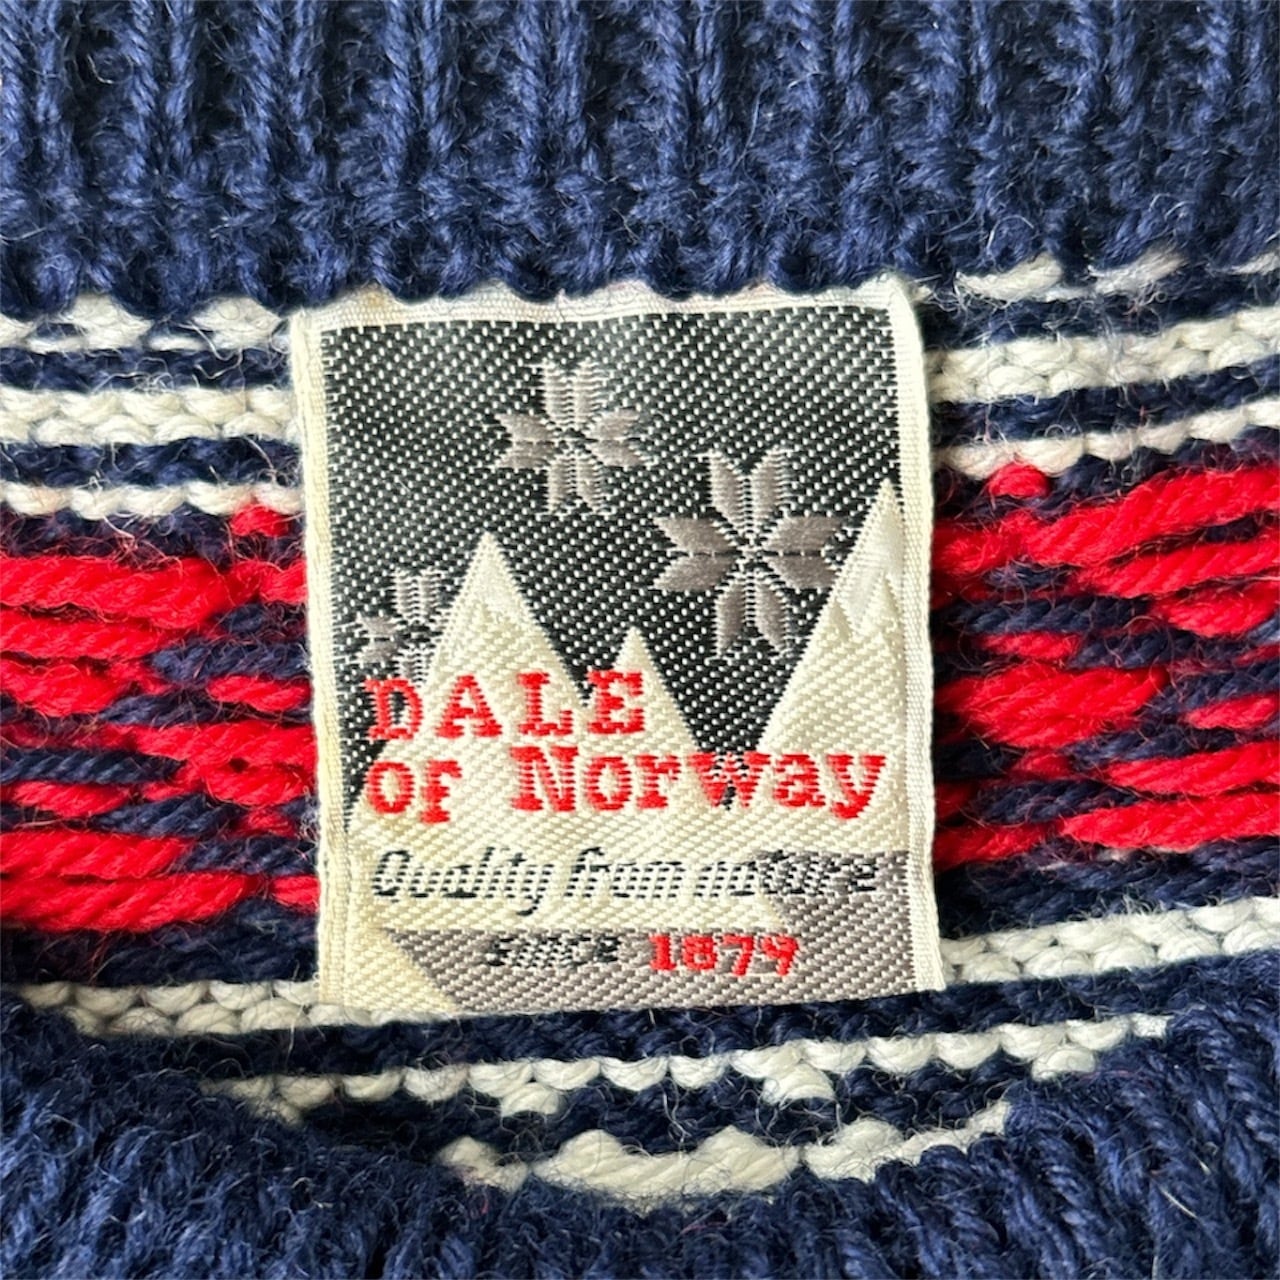 DALE
OF Norway
Quality from nature
since 1879